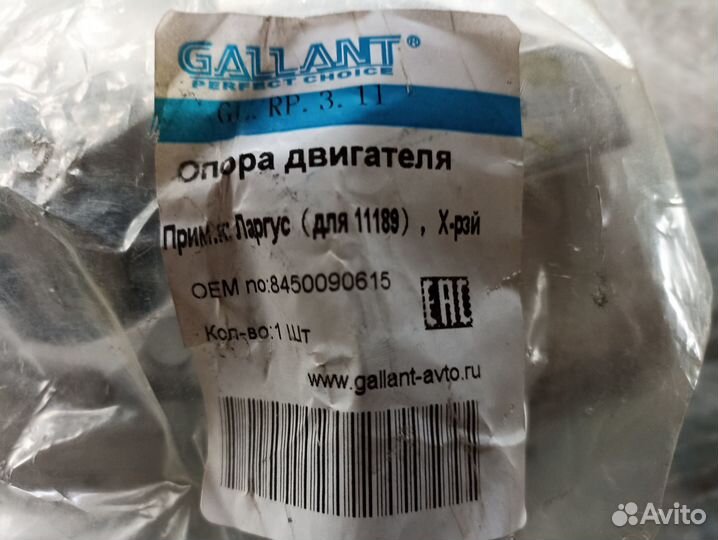 GALLANT®
PERFECT CHOICE
GL. RP. 3. 11
Опора двигателя
Прим.к: Ларгус (для 11189), Х-рэй
OEM no:8450090615
EAC
Кол-во:1 Шт
www.gallant-avto.ru
Avito